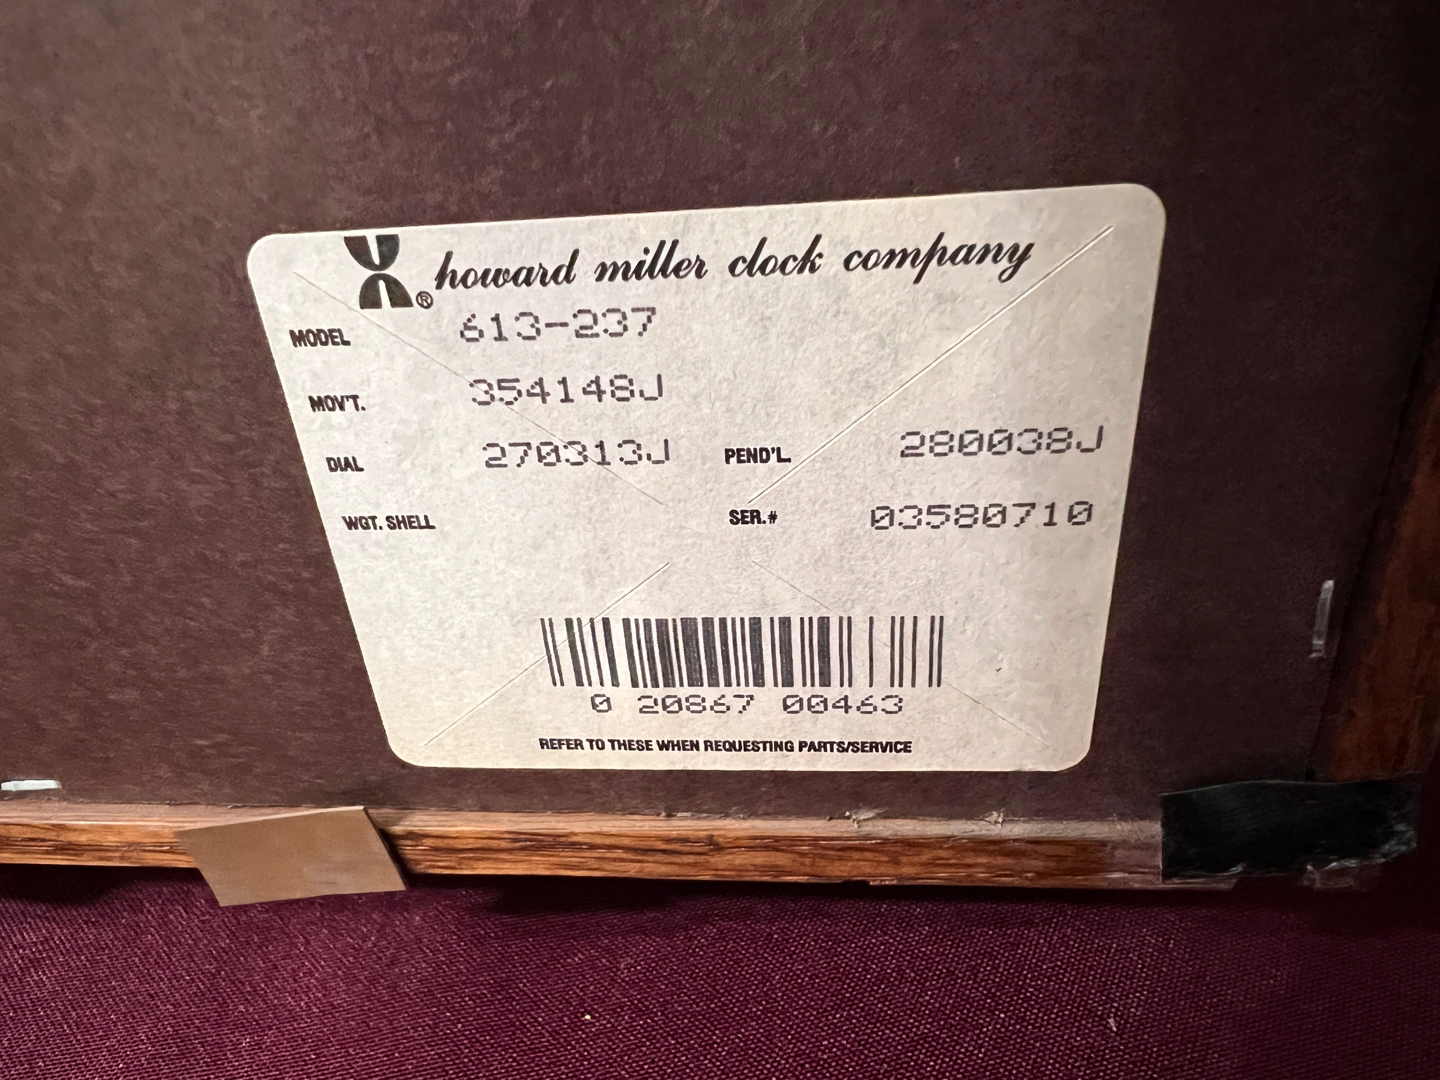 ® howard miller clock company
MODEL 613-237
MOV'T. 354148J
DIAL 270313J PEND'L 280038J
WGT. SHELL SER.# 03580710
0 20867 00463
REFER TO THESE WHEN REQUESTING PARTS/SERVICE